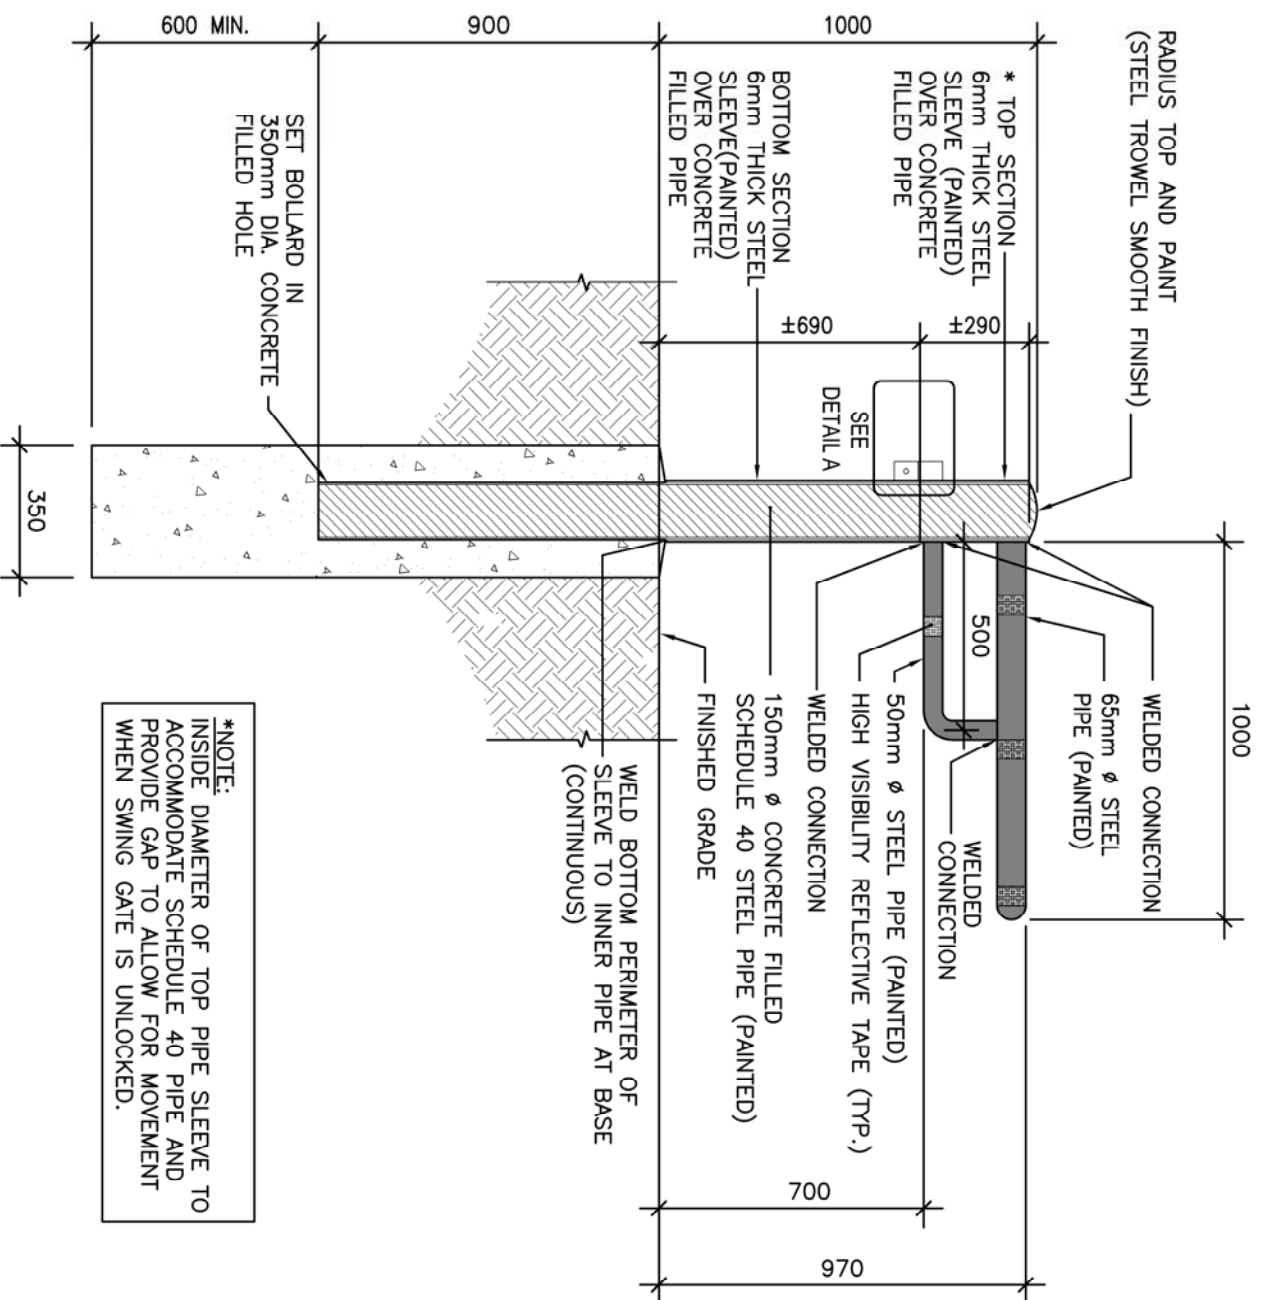 RADIUS TOP AND PAINT
(STEEL TROWEL SMOOTH FINISH)
* TOP SECTION
6mm THICK STEEL
SLEEVE (PAINTED)
OVER CONCRETE
FILLED PIPE
BOTTOM SECTION
6mm THICK STEEL
SLEEVE(PAINTED)
OVER CONCRETE
FILLED PIPE
SET BOLLARD IN
350mm DIA. CONCRETE
FILLED HOLE
600 MIN.
900
1000
±690
±290
SEE
DETAIL A
350
1000
500
WELDED CONNECTION
65mm ø STEEL
PIPE (PAINTED)
WELDED
CONNECTION
50mm ø STEEL PIPE (PAINTED)
HIGH VISIBILITY REFLECTIVE TAPE (TYP.)
WELDED CONNECTION
150mm ø CONCRETE FILLED
SCHEDULE 40 STEEL PIPE (PAINTED)
FINISHED GRADE
WELD BOTTOM PERIMETER OF
SLEEVE TO INNER PIPE AT BASE
(CONTINUOUS)
700
970
*NOTE:
INSIDE DIAMETER OF TOP PIPE SLEEVE TO
ACCOMMODATE SCHEDULE 40 PIPE AND
PROVIDE GAP TO ALLOW FOR MOVEMENT
WHEN SWING GATE IS UNLOCKED.